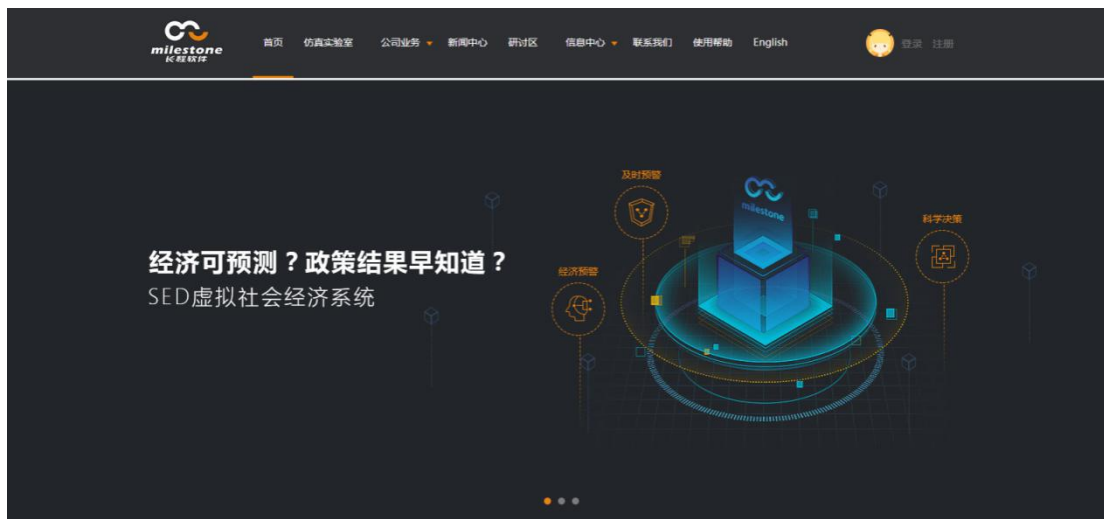 milestone
长程软件
首页 仿真实验室 公司业务 新闻中心 研讨区 信息中心 联系我们 使用帮助 English
登录 注册
及时预警
milestone
科学决策
经济可预测？政策结果早知道？
经济预警
SED虚拟社会经济系统